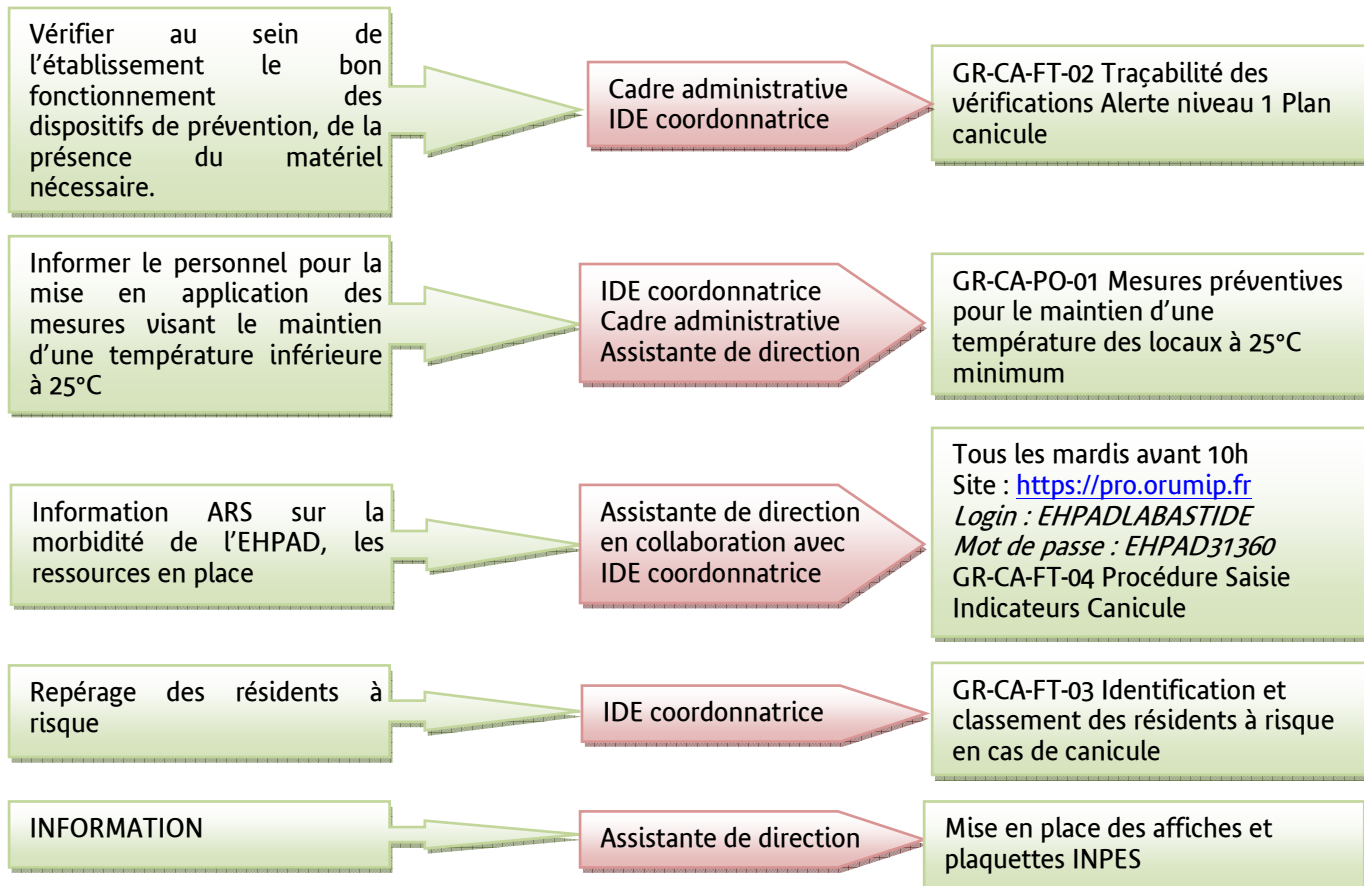 Vérifier au sein de
l'établissement le bon
fonctionnement des
dispositifs de prévention, de la
présence du matériel
nécessaire.
Cadre administrative
IDE coordonnatrice
GR-CA-FT-02 Traçabilité des
vérifications Alerte niveau 1 Plan
canicule
Informer le personnel pour la
mise en application des
mesures visant le maintien
d'une température inférieure
à 25°C
IDE coordonnatrice
Cadre administrative
Assistante de direction
GR-CA-PO-01 Mesures préventives
pour le maintien d'une
température des locaux à 25°C
minimum
Information ARS sur la
morbidité de l'EHPAD, les
ressources en place
Assistante de direction
en collaboration avec
IDE coordonnatrice
Tous les mardis avant 10h
Site : https://pro.orumip.fr
Login : EHPADLABASTIDE
Mot de passe : EHPAD31360
GR-CA-FT-04 Procédure Saisie
Indicateurs Canicule
Repérage des résidents à
risque
IDE coordonnatrice
GR-CA-FT-03 Identification et
classement des résidents à risque
en cas de canicule
INFORMATION
Assistante de direction
Mise en place des affiches et
plaquettes INPES